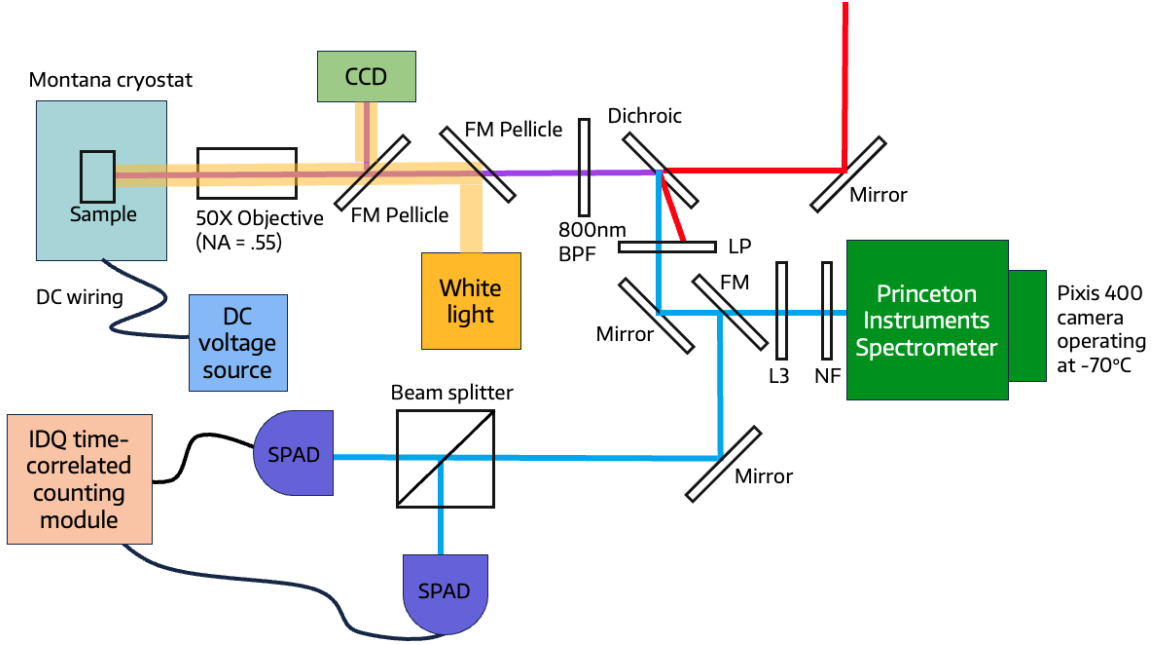 Montana cryostat
CCD
FM Pellicle
Dichroic
Sample
50X Objective
(NA = .55)
FM Pellicle
Mirror
800nm
BPF
LP
DC wiring
White
light
DC
voltage
source
Mirror
FM
L3
NF
Princeton
Instruments
Spectrometer
Pixis 400
camera
operating
at -70°C
Beam splitter
IDQ time-
correlated
counting
module
SPAD
Mirror
SPAD